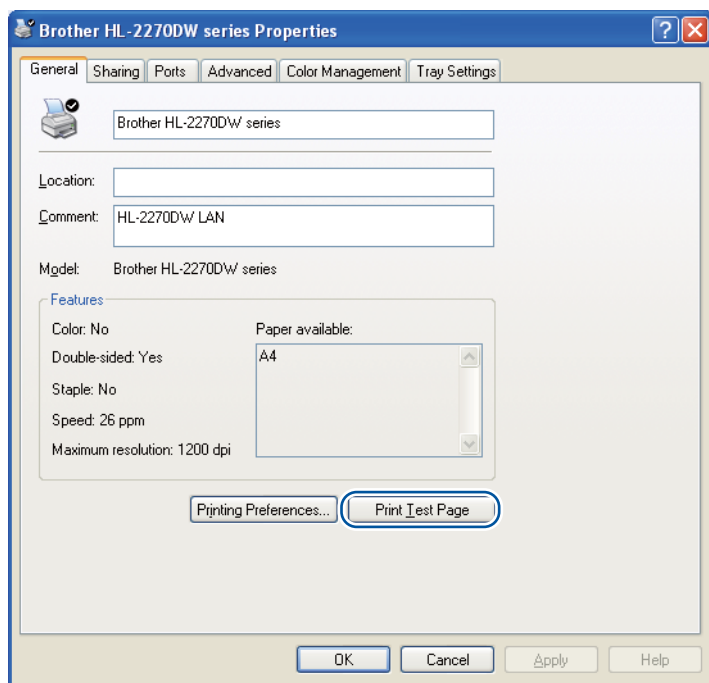 Brother HL-2270DW series Properties
General Sharing Ports Advanced Color Management Tray Settings
Brother HL-2270DW series
Location:
Comment: HL-2270DW LAN
Model: Brother HL-2270DW series
Features
Color: No Paper available:
Double-sided: Yes A4
Staple: No
Speed: 26 ppm
Maximum resolution: 1200 dpi
Printing Preferences... Print Test Page
OK Cancel Apply Help